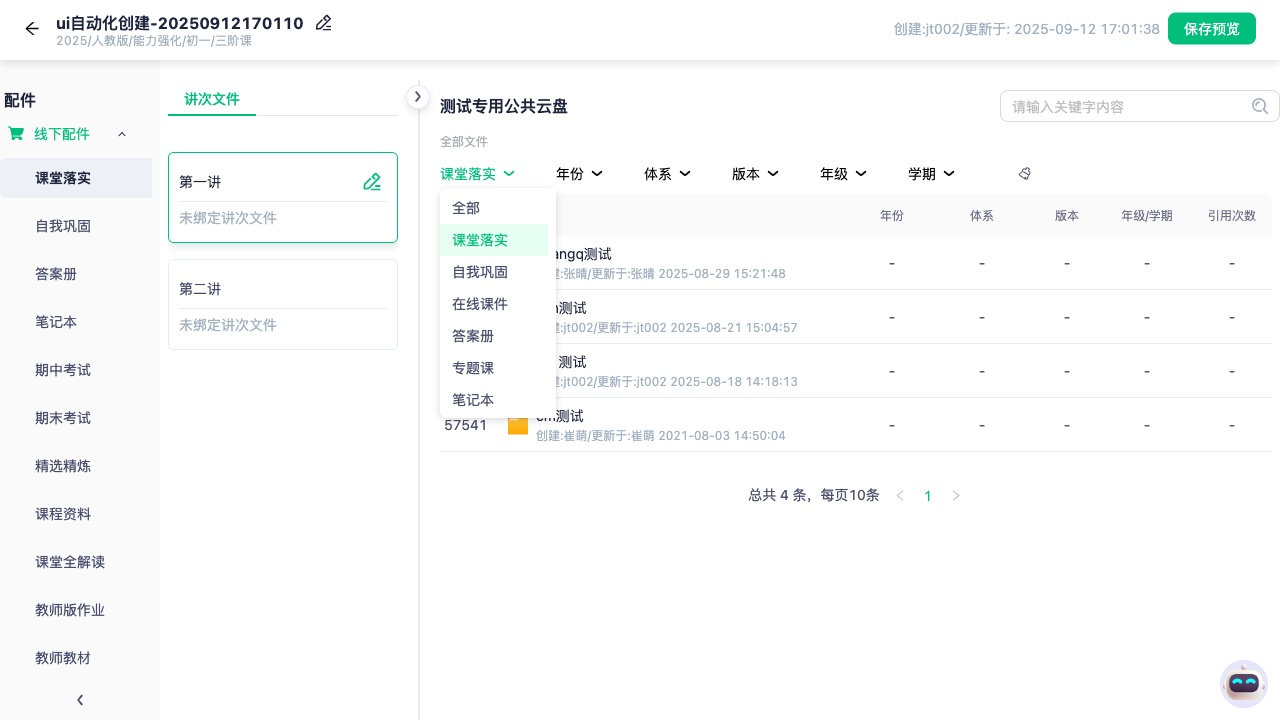 ui自动化创建-20250912170110
2025/人教版/能力强化/初一/三阶课
创建:jt002/更新于: 2025-09-12 17:01:38
保存预览
配件
线下配件
课堂落实
自我巩固
答案册
笔记本
期中考试
期末考试
精选精炼
课程资料
课堂全解读
教师版作业
教师教材
讲次文件
第一讲
未绑定讲次文件
第二讲
未绑定讲次文件
测试专用公共云盘
请输入关键字内容
全部文件
课堂落实 年份 体系 版本 年级 学期
全部
课堂落实
自我巩固
在线课件
答案册
专题课
笔记本
年份 体系 版本 年级/学期 引用次数
angq测试
:张晴/更新于:张晴 2025-08-29 15:21:48
- - - - -
测试
:jt002/更新于:jt002 2025-08-21 15:04:57
- - - - -
测试
:jt002/更新于:jt002 2025-08-18 14:18:13
- - - - -
57541
测试
创建:崔萌/更新于:崔萌 2021-08-03 14:50:04
- - - - -
总共 4 条，每页10条 1